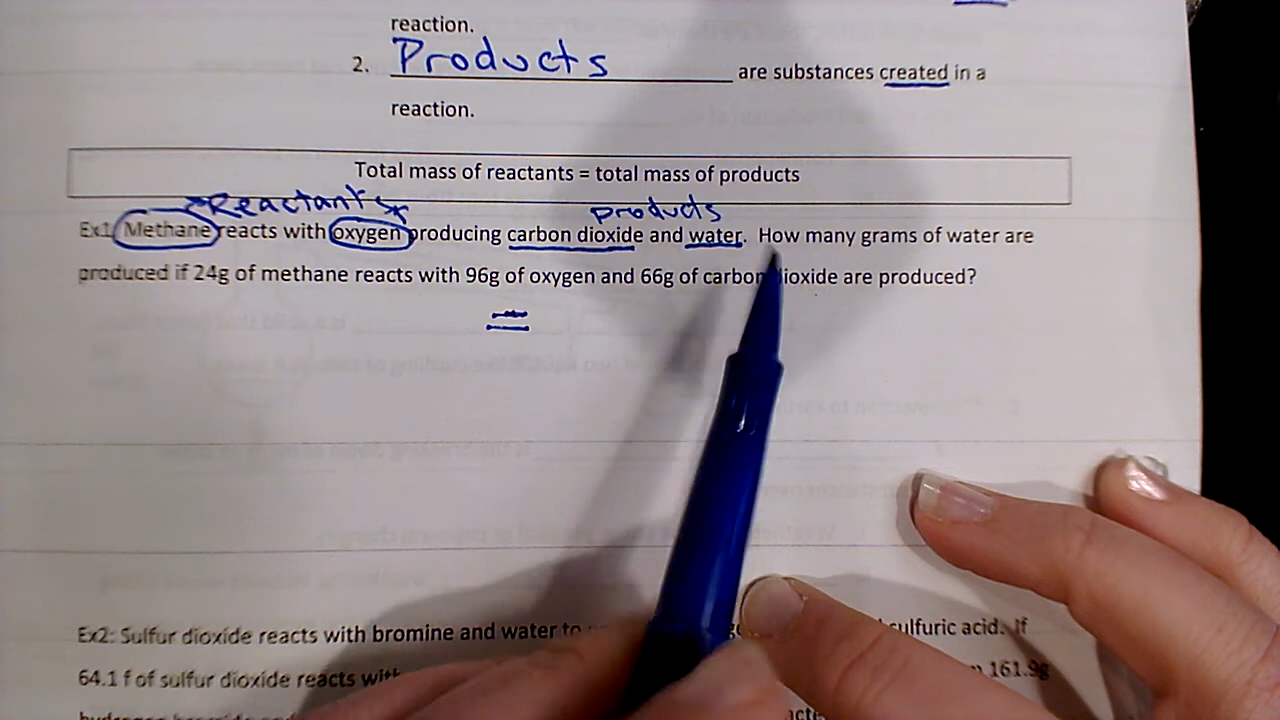 reaction.
2. Products are substances created in a
reaction.
Total mass of reactants = total mass of products
Reactants products
Ex1 Methane reacts with oxygen producing carbon dioxide and water. How many grams of water are
produced if 24g of methane reacts with 96g of oxygen and 66g of carbon dioxide are produced?
=
Ex2: Sulfur dioxide reacts with bromine and water to sulfuric acid. If
64.1 f of sulfur dioxide reacts with 161.9g